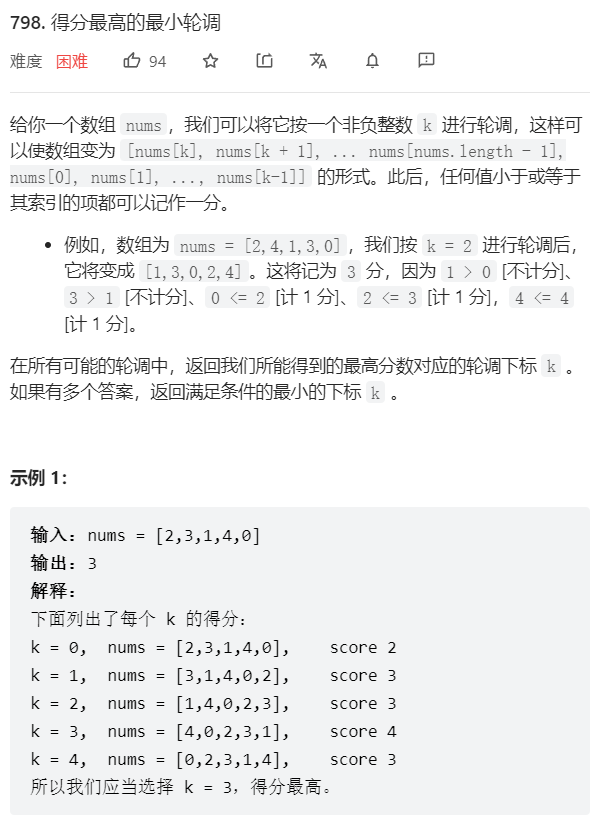 798. 得分最高的最小轮调
难度 困难 94
给你一个数组 nums，我们可以将它按一个非负整数 k 进行轮调，这样可
以使数组变为 [nums[k], nums[k + 1], ... nums[nums.length - 1],
nums[0], nums[1], ..., nums[k-1]] 的形式。此后，任何值小于或等于
其索引的项都可以记作一分。
• 例如，数组为 nums = [2,4,1,3,0]，我们按 k = 2 进行轮调后，
它将变成 [1,3,0,2,4]。这将记为 3 分，因为 1 > 0 [不计分]、
3 > 1 [不计分]、0 <= 2 [计 1 分]、2 <= 3 [计 1 分]，4 <= 4
[计 1 分]。
在所有可能的轮调中，返回我们所能得到的最高分数对应的轮调下标 k 。
如果有多个答案，返回满足条件的最小的下标 k 。
示例 1：
输入：nums = [2,3,1,4,0]
输出：3
解释：
下面列出了每个 k 的得分：
k = 0,  nums = [2,3,1,4,0],    score 2
k = 1,  nums = [3,1,4,0,2],    score 3
k = 2,  nums = [1,4,0,2,3],    score 3
k = 3,  nums = [4,0,2,3,1],    score 4
k = 4,  nums = [0,2,3,1,4],    score 3
所以我们应当选择 k = 3，得分最高。